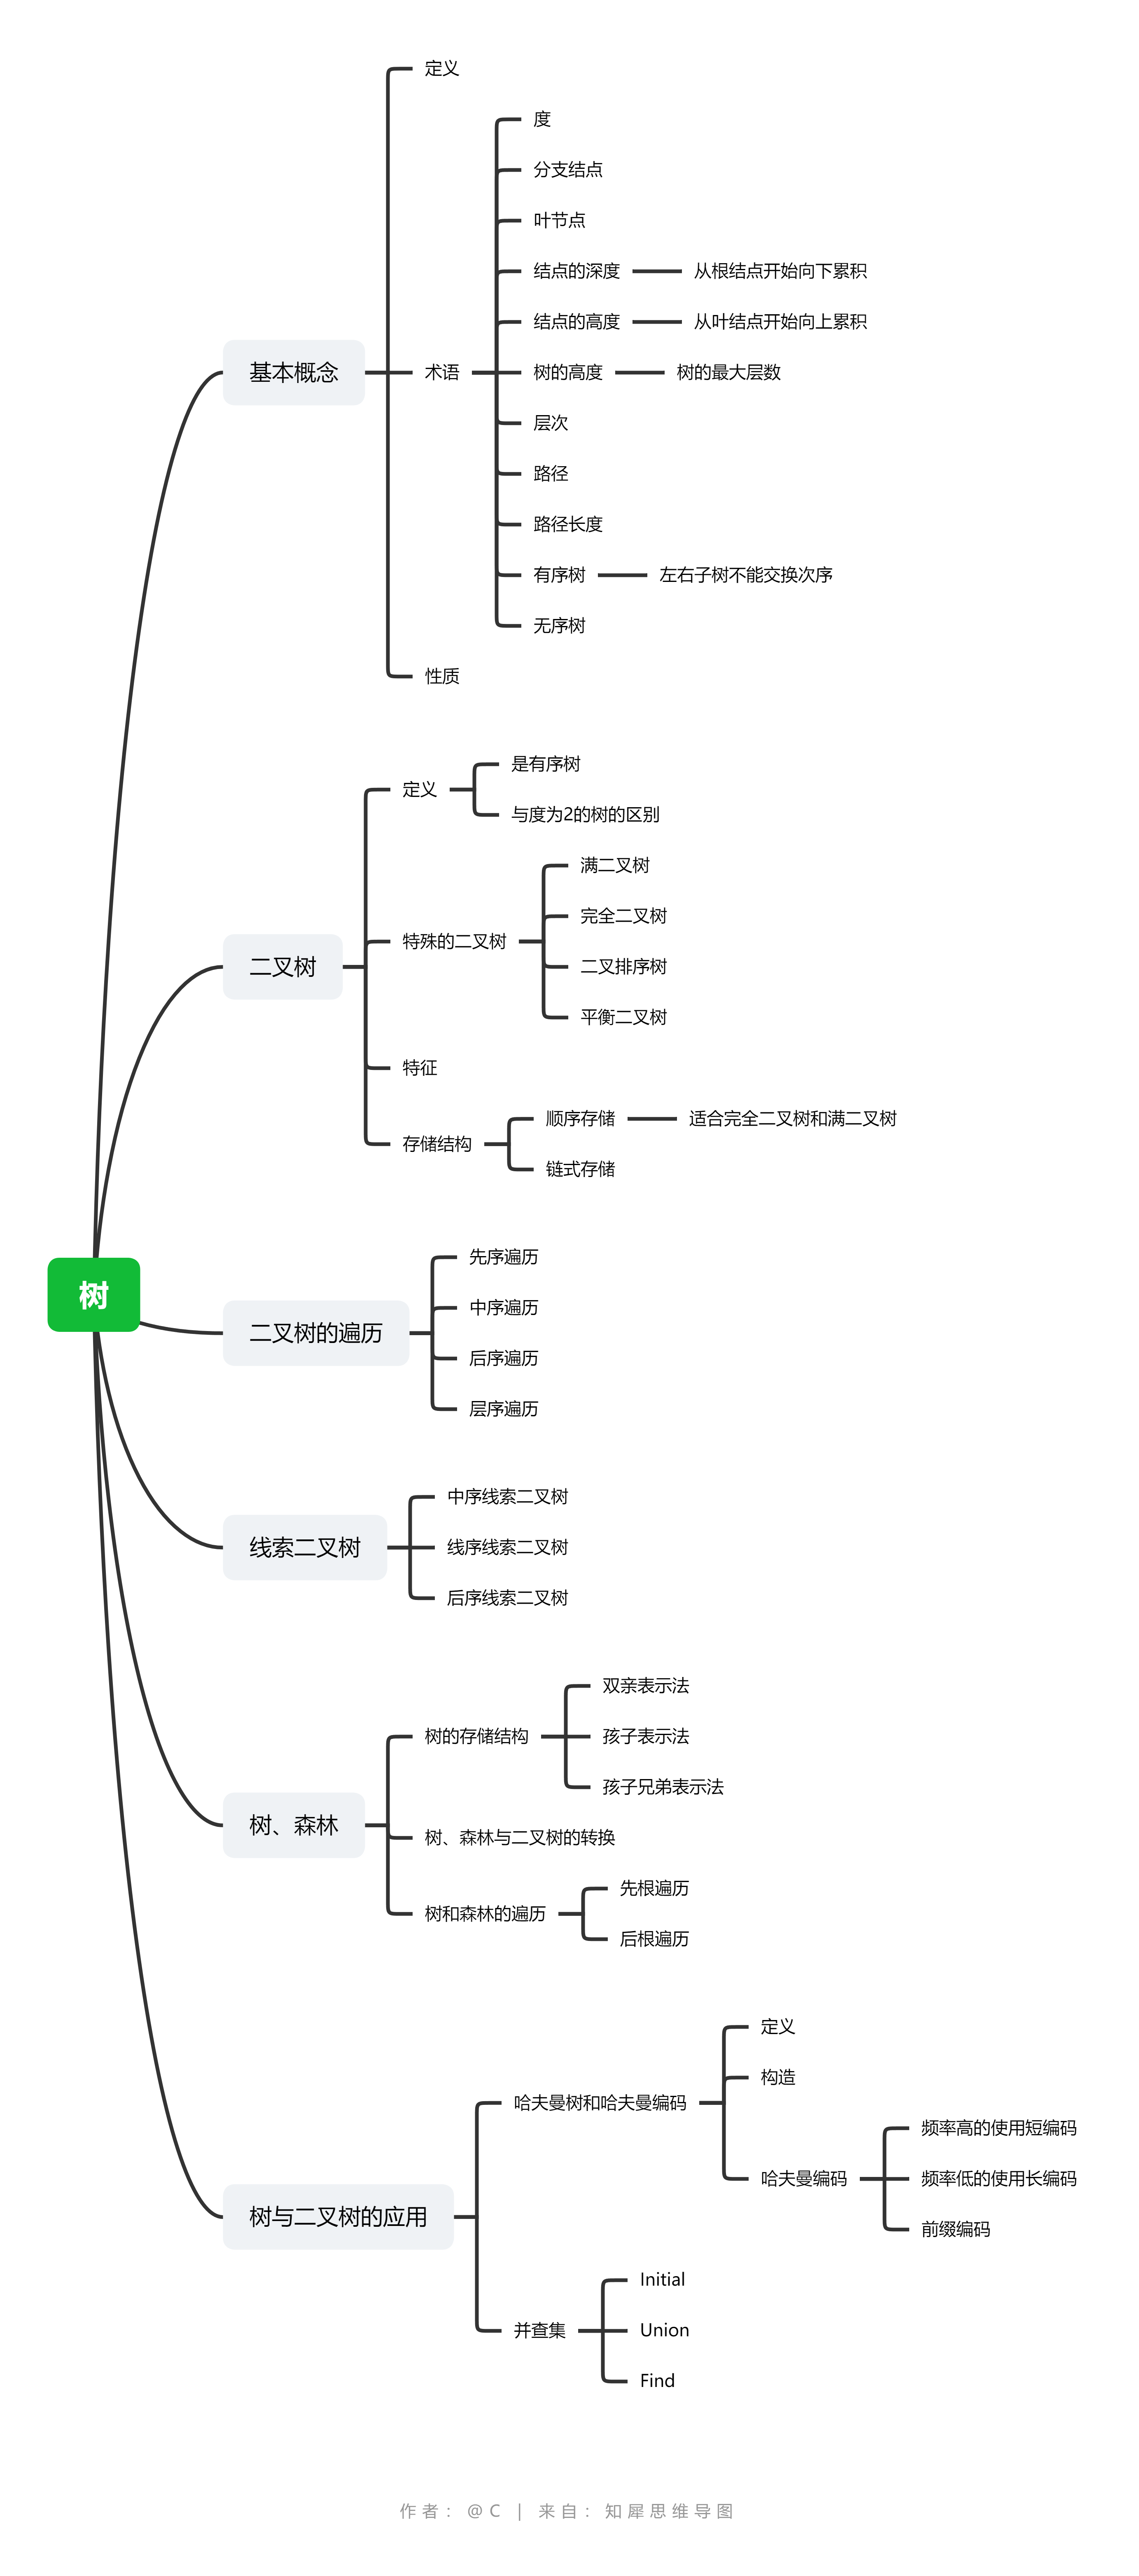 树
基本概念
定义
术语
度
分支结点
叶节点
结点的深度
从根结点开始向下累积
结点的高度
从叶结点开始向上累积
树的高度
树的最大层数
层次
路径
路径长度
有序树
左右子树不能交换次序
无序树
性质
二叉树
定义
是有序树
与度为2的树的区别
特殊的二叉树
满二叉树
完全二叉树
二叉排序树
平衡二叉树
特征
存储结构
顺序存储
适合完全二叉树和满二叉树
链式存储
二叉树的遍历
先序遍历
中序遍历
后序遍历
层序遍历
线索二叉树
中序线索二叉树
线序线索二叉树
后序线索二叉树
树、森林
树的存储结构
双亲表示法
孩子表示法
孩子兄弟表示法
树、森林与二叉树的转换
树和森林的遍历
先根遍历
后根遍历
树与二叉树的应用
哈夫曼树和哈夫曼编码
定义
构造
哈夫曼编码
频率高的使用短编码
频率低的使用长编码
前缀编码
并查集
Initial
Union
Find
作者：@C | 来自：知犀思维导图